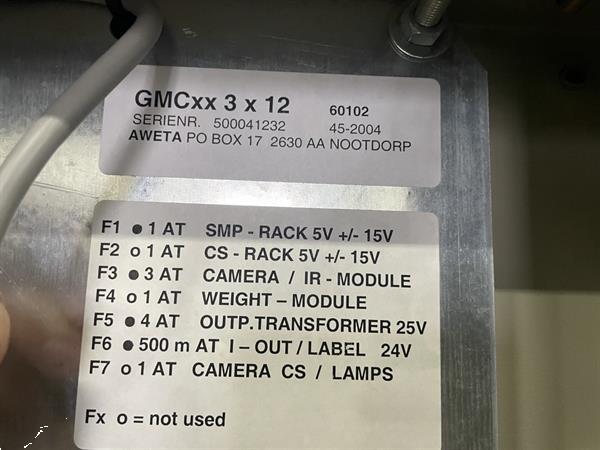 GMCxx 3 x 12 60102
SERIENR. 500041232 45-2004
AWETA PO BOX 17 2630 AA NOOTDORP
F1 ● 1 AT SMP - RACK 5V +/- 15V
F2 o 1 AT CS - RACK 5V +/- 15V
F3 ● 3 AT CAMERA / IR - MODULE
F4 o 1 AT WEIGHT – MODULE
F5 ● 4 AT OUTP.TRANSFORMER 25V
F6 ● 500 m AT I – OUT / LABEL 24V
F7 o 1 AT CAMERA CS / LAMPS
Fx o = not used